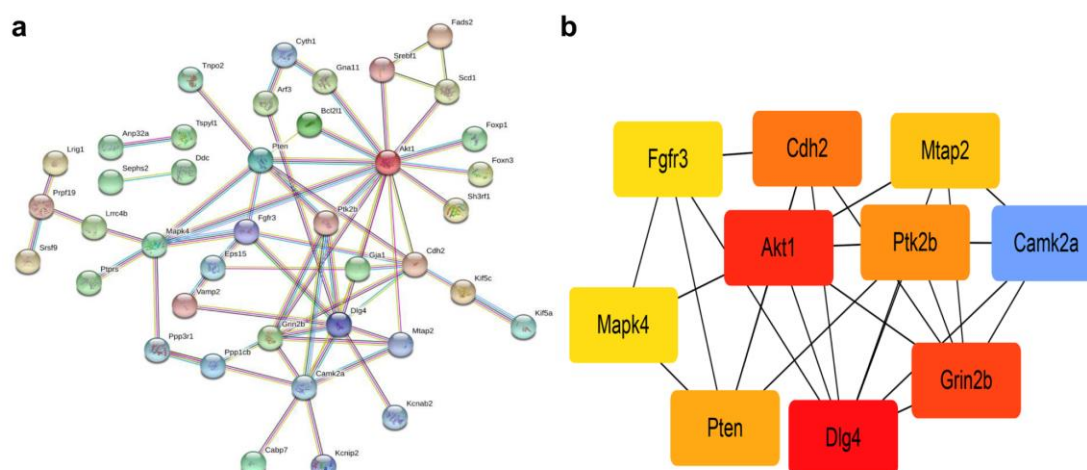 a
Fads2
Cyth1
Srebf1
Tnpo2
Gna11
Scd1
Arf3
Bcl2l1
Anp32a
Tspyl1
Pten
Akt1
Foxp1
Lrig1
Sephs2
Ddc
Foxn3
Prpf19
Sh3rf1
Lrrc4b
Ptk2b
Mapk4
Fgfr3
Srsf9
Cdh2
Eps15
Gja1
Ptprs
Kif5c
Vamp2
Dlg4
Kif5a
Grin2b
Mtap2
Ppp3r1
Ppp1cb
Camk2a
Kcnab2
Cabp7
Kcnip2
b
Fgfr3
Cdh2
Mtap2
Akt1
Ptk2b
Camk2a
Mapk4
Grin2b
Pten
Dlg4